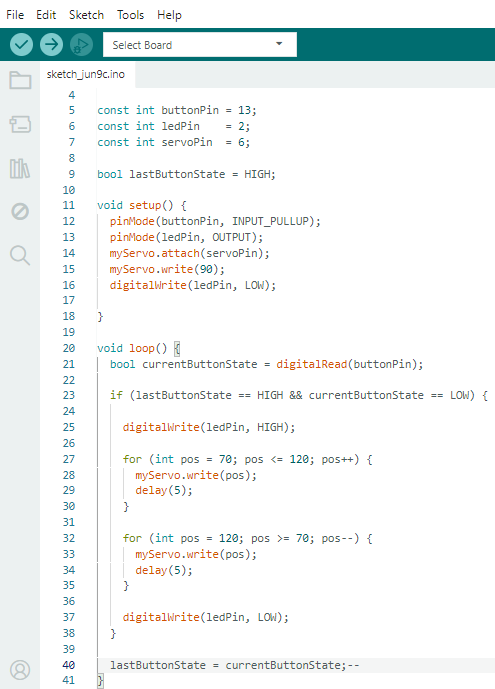 File Edit Sketch Tools Help
Select Board
sketch_jun9c.ino
4
5 const int buttonPin = 13;
6 const int ledPin    = 2;
7 const int servoPin  = 6;
8
9 bool lastButtonState = HIGH;
10
11 void setup() {
12   pinMode(buttonPin, INPUT_PULLUP);
13   pinMode(ledPin, OUTPUT);
14   myServo.attach(servoPin);
15   myServo.write(90);
16   digitalWrite(ledPin, LOW);
17
18 }
19
20 void loop() {
21   bool currentButtonState = digitalRead(buttonPin);
22
23   if (lastButtonState == HIGH && currentButtonState == LOW) {
24
25     digitalWrite(ledPin, HIGH);
26
27     for (int pos = 70; pos <= 120; pos++) {
28       myServo.write(pos);
29       delay(5);
30     }
31
32     for (int pos = 120; pos >= 70; pos--) {
33       myServo.write(pos);
34       delay(5);
35     }
36
37     digitalWrite(ledPin, LOW);
38   }
39
40   lastButtonState = currentButtonState;--
41 }